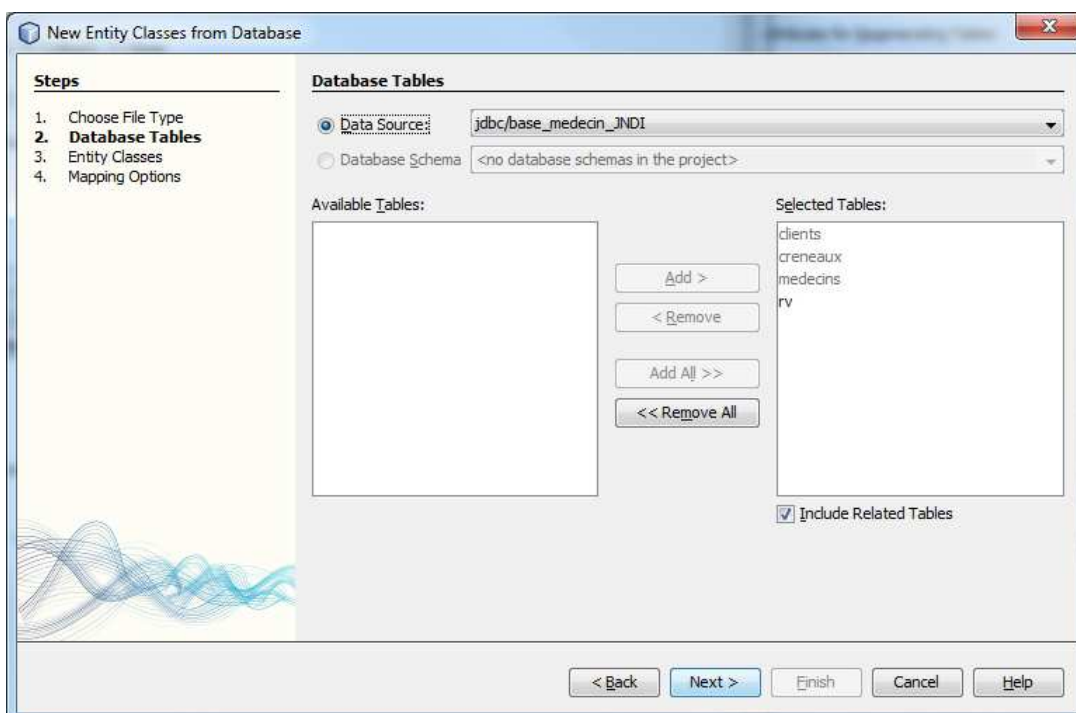 New Entity Classes from Database
Steps
1. Choose File Type
2. Database Tables
3. Entity Classes
4. Mapping Options
Database Tables
Data Source: jdbc/base_medecin_JNDI
Database Schema <no database schemas in the project>
Available Tables:
Add >
< Remove
Add All >>
<< Remove All
Selected Tables:
clients
creneaux
medecins
rv
Include Related Tables
< Back Next > Finish Cancel Help